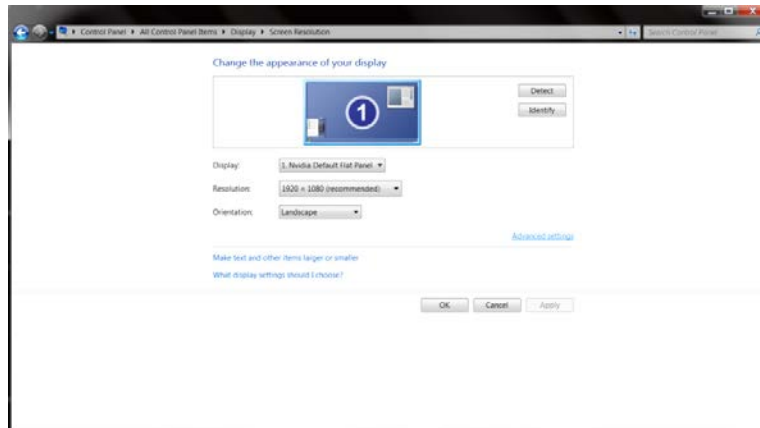 Control Panel ▸ All Control Panel Items ▸ Display ▸ Screen Resolution
Search Control Panel
Change the appearance of your display
1
Detect
Identify
Display:
1. Nvidia Default Flat Panel
Resolution:
1920 × 1080 (recommended)
Orientation:
Landscape
Advanced settings
Make text and other items larger or smaller
What display settings should I choose?
OK
Cancel
Apply